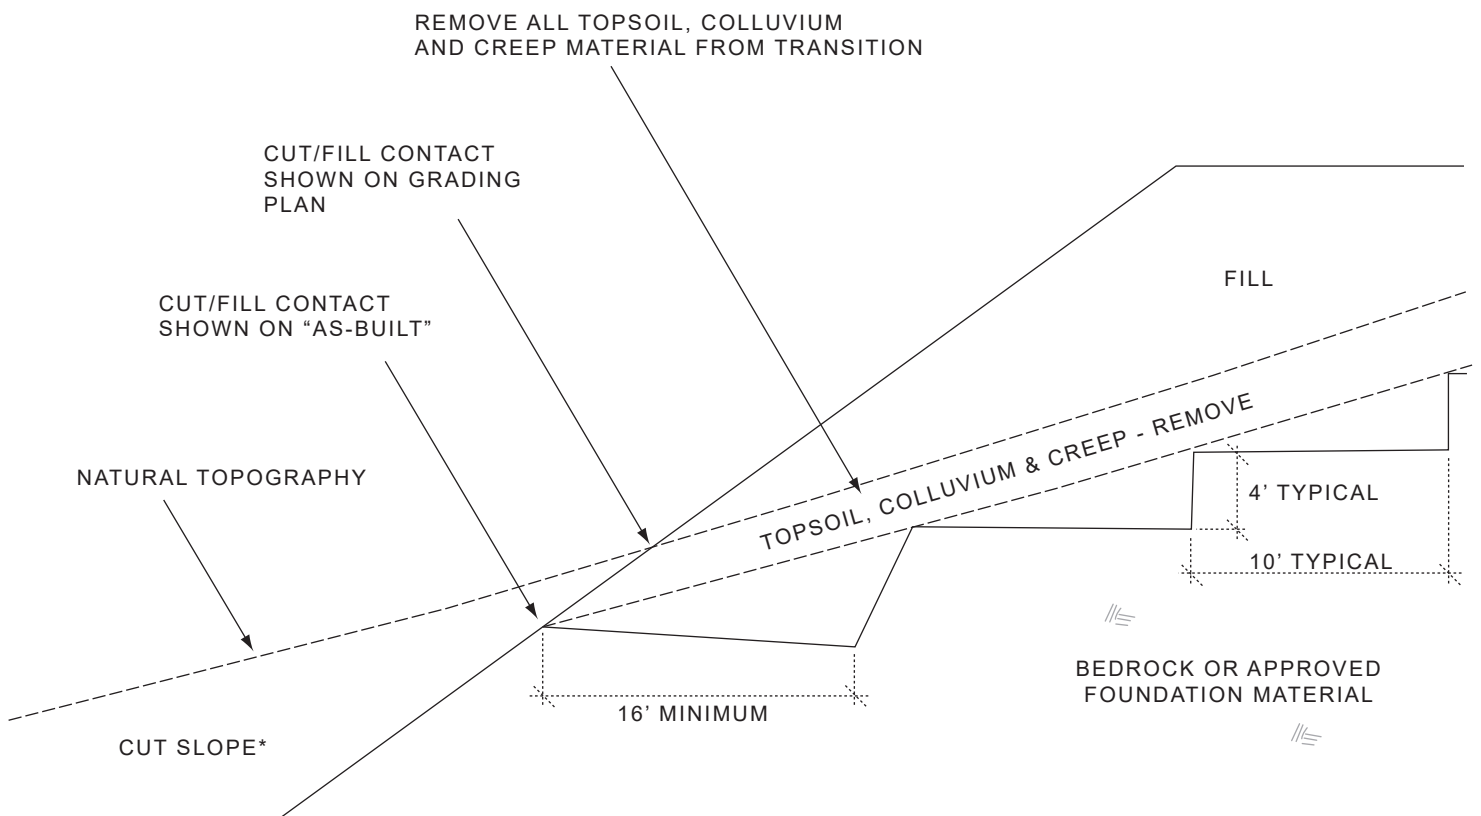 REMOVE ALL TOPSOIL, COLLUVIUM
AND CREEP MATERIAL FROM TRANSITION
CUT/FILL CONTACT
SHOWN ON GRADING
PLAN
FILL
CUT/FILL CONTACT
SHOWN ON “AS-BUILT”
TOPSOIL, COLLUVIUM & CREEP - REMOVE
NATURAL TOPOGRAPHY
4’ TYPICAL
10’ TYPICAL
BEDROCK OR APPROVED
FOUNDATION MATERIAL
16’ MINIMUM
CUT SLOPE*